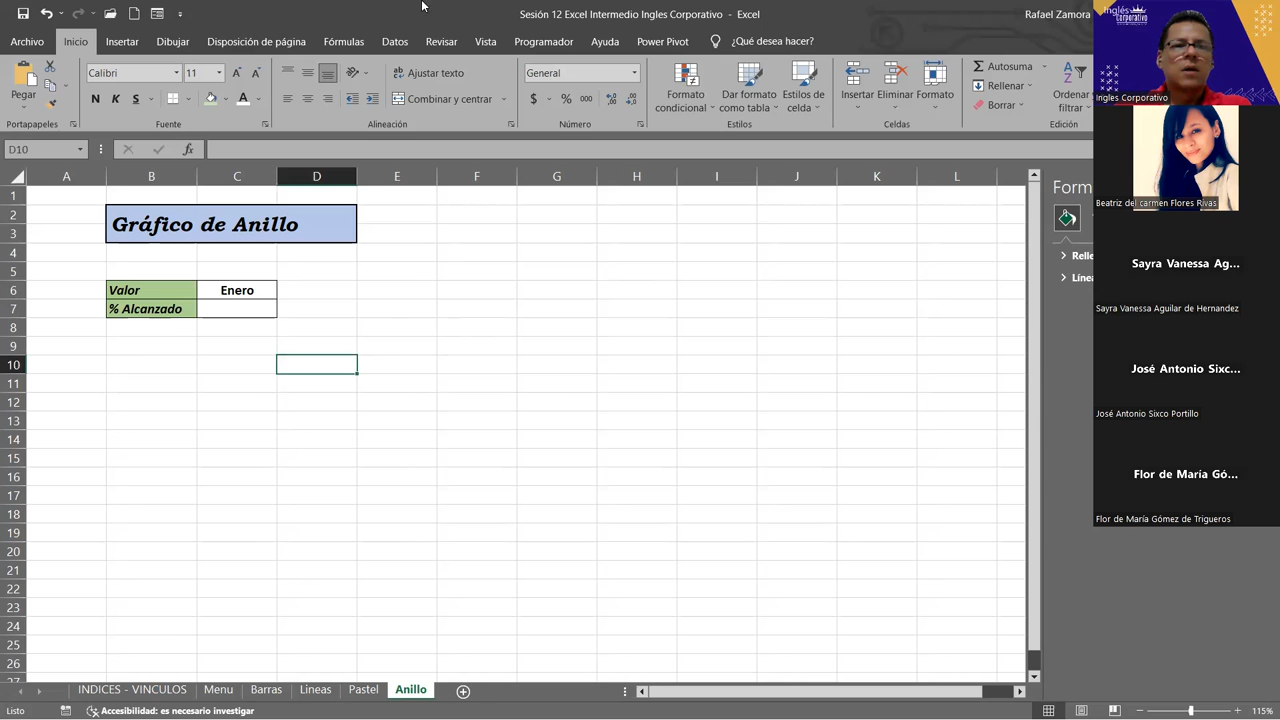 Sesión 12 Excel Intermedio Ingles Corporativo - Excel
Rafael Zamora
Archivo Inicio Insertar Dibujar Disposición de página Fórmulas Datos Revisar Vista Programador Ayuda Power Pivot ¿Qué desea hacer?
Pegar
Calibri 11
N K S
Ajustar texto
Combinar y centrar
General
$ % 000
Formato condicional
Dar formato como tabla
Estilos de celda
Insertar Eliminar Formato
Autosuma
Rellenar
Borrar
Ordenar filtrar
Portapapeles Fuente Alineación Número Estilos Celdas Edición
D10 fx
A B C D E F G H I J K L
1
2
3
4
5
6
7
8
9
10
11
12
13
14
15
16
17
18
19
20
21
22
23
24
25
26
Gráfico de Anillo
Valor Enero
% Alcanzado
Form
Relle
Líne
Inglés Corporativo
Ingles Corporativo
Beatriz del carmen Flores Rivas
Sayra Vanessa Ag...
Sayra Vanessa Aguilar de Hernandez
José Antonio Sixc...
José Antonio Sixco Portillo
Flor de María Gó...
Flor de María Gómez de Trigueros
INDICES - VINCULOS Menu Barras Lineas Pastel Anillo
Listo Accesibilidad: es necesario investigar 115%